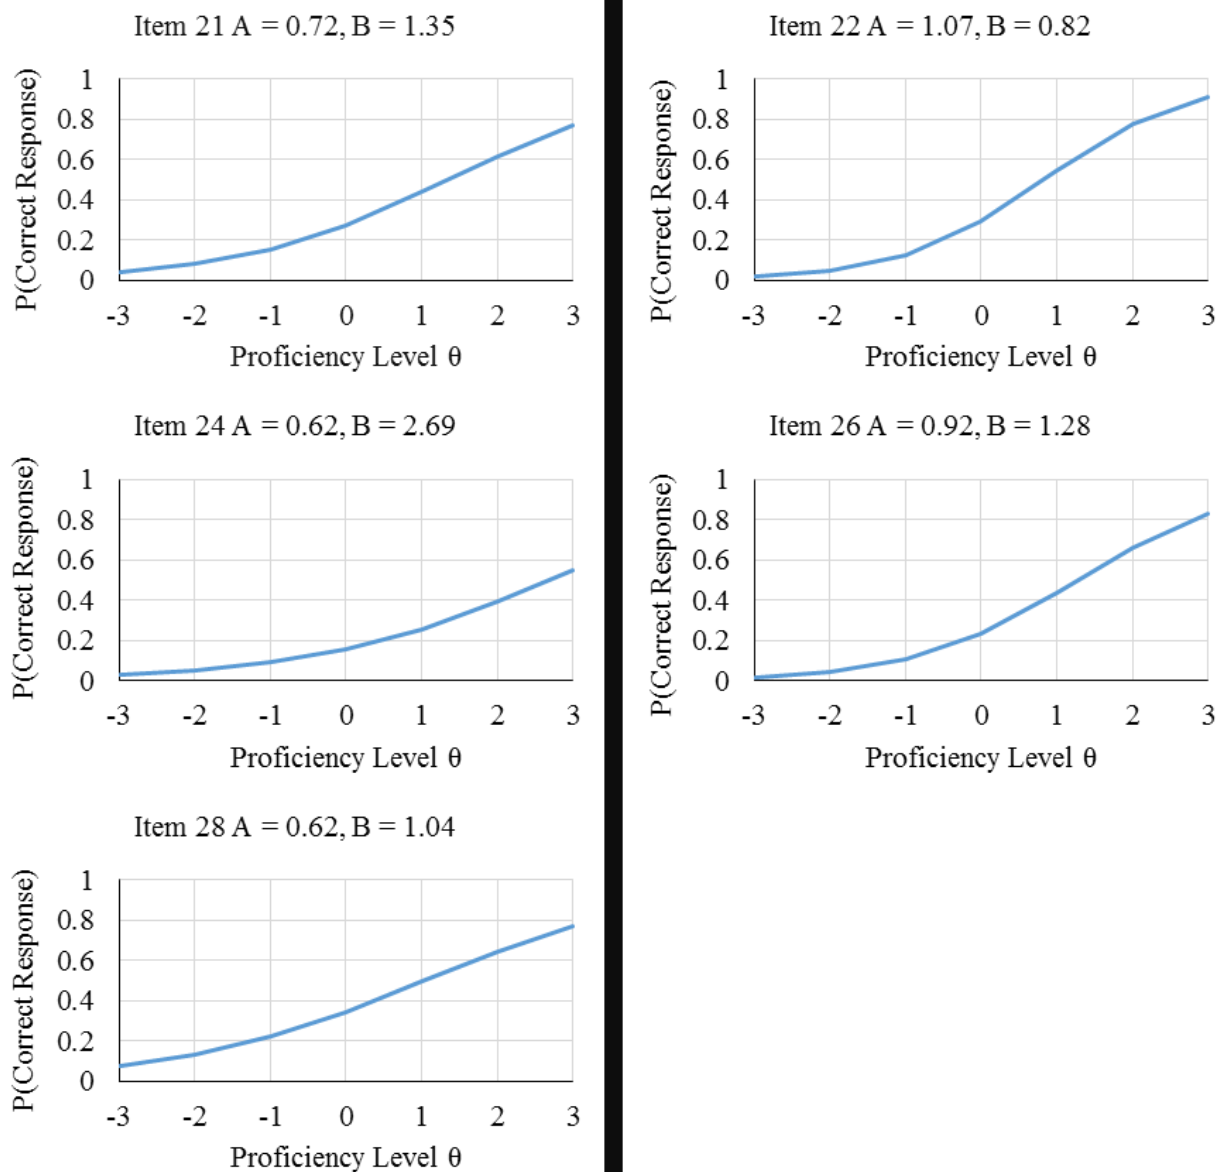 Item 21 A = 0.72, B = 1.35
P(Correct Response)
1
0.8
0.6
0.4
0.2
0
-3 -2 -1 0 1 2 3
Proficiency Level θ
Item 22 A = 1.07, B = 0.82
P(Correct Response)
1
0.8
0.6
0.4
0.2
0
-3 -2 -1 0 1 2 3
Proficiency Level θ
Item 24 A = 0.62, B = 2.69
P(Correct Response)
1
0.8
0.6
0.4
0.2
0
-3 -2 -1 0 1 2 3
Proficiency Level θ
Item 26 A = 0.92, B = 1.28
P(Correct Response)
1
0.8
0.6
0.4
0.2
0
-3 -2 -1 0 1 2 3
Proficiency Level θ
Item 28 A = 0.62, B = 1.04
P(Correct Response)
1
0.8
0.6
0.4
0.2
0
-3 -2 -1 0 1 2 3
Proficiency Level θ